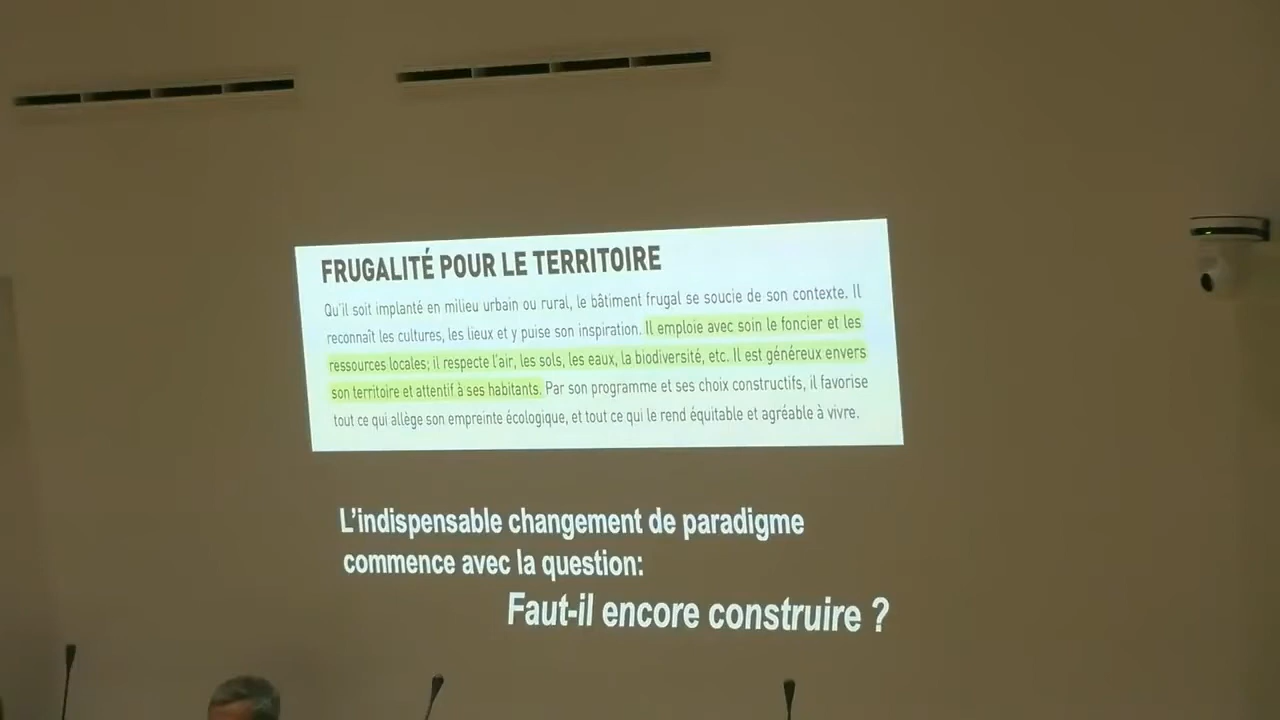 FRUGALITÉ POUR LE TERRITOIRE
Qu'il soit implanté en milieu urbain ou rural, le bâtiment frugal se soucie de son contexte. Il
reconnaît les cultures, les lieux et y puise son inspiration. Il emploie avec soin le foncier et les
ressources locales; il respecte l'air, les sols, les eaux, la biodiversité, etc. Il est généreux envers
son territoire et attentif à ses habitants. Par son programme et ses choix constructifs, il favorise
tout ce qui allège son empreinte écologique, et tout ce qui le rend équitable et agréable à vivre.
L'indispensable changement de paradigme
commence avec la question:
Faut-il encore construire ?